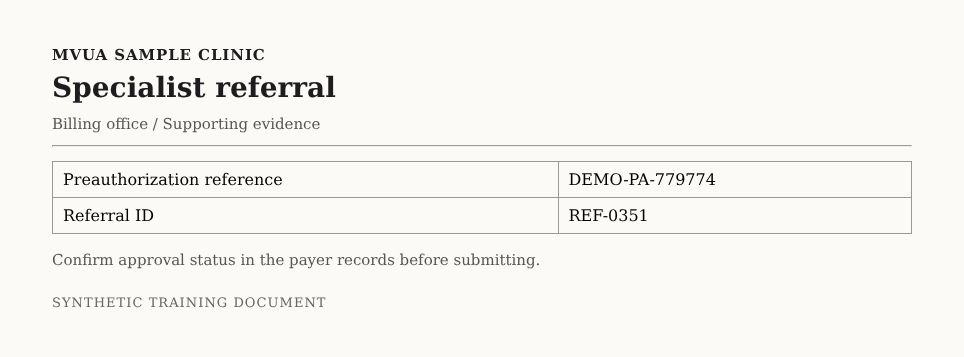 MVUA SAMPLE CLINIC
Specialist referral
Billing office / Supporting evidence
Preauthorization reference DEMO-PA-779774
Referral ID REF-0351
Confirm approval status in the payer records before submitting.
SYNTHETIC TRAINING DOCUMENT